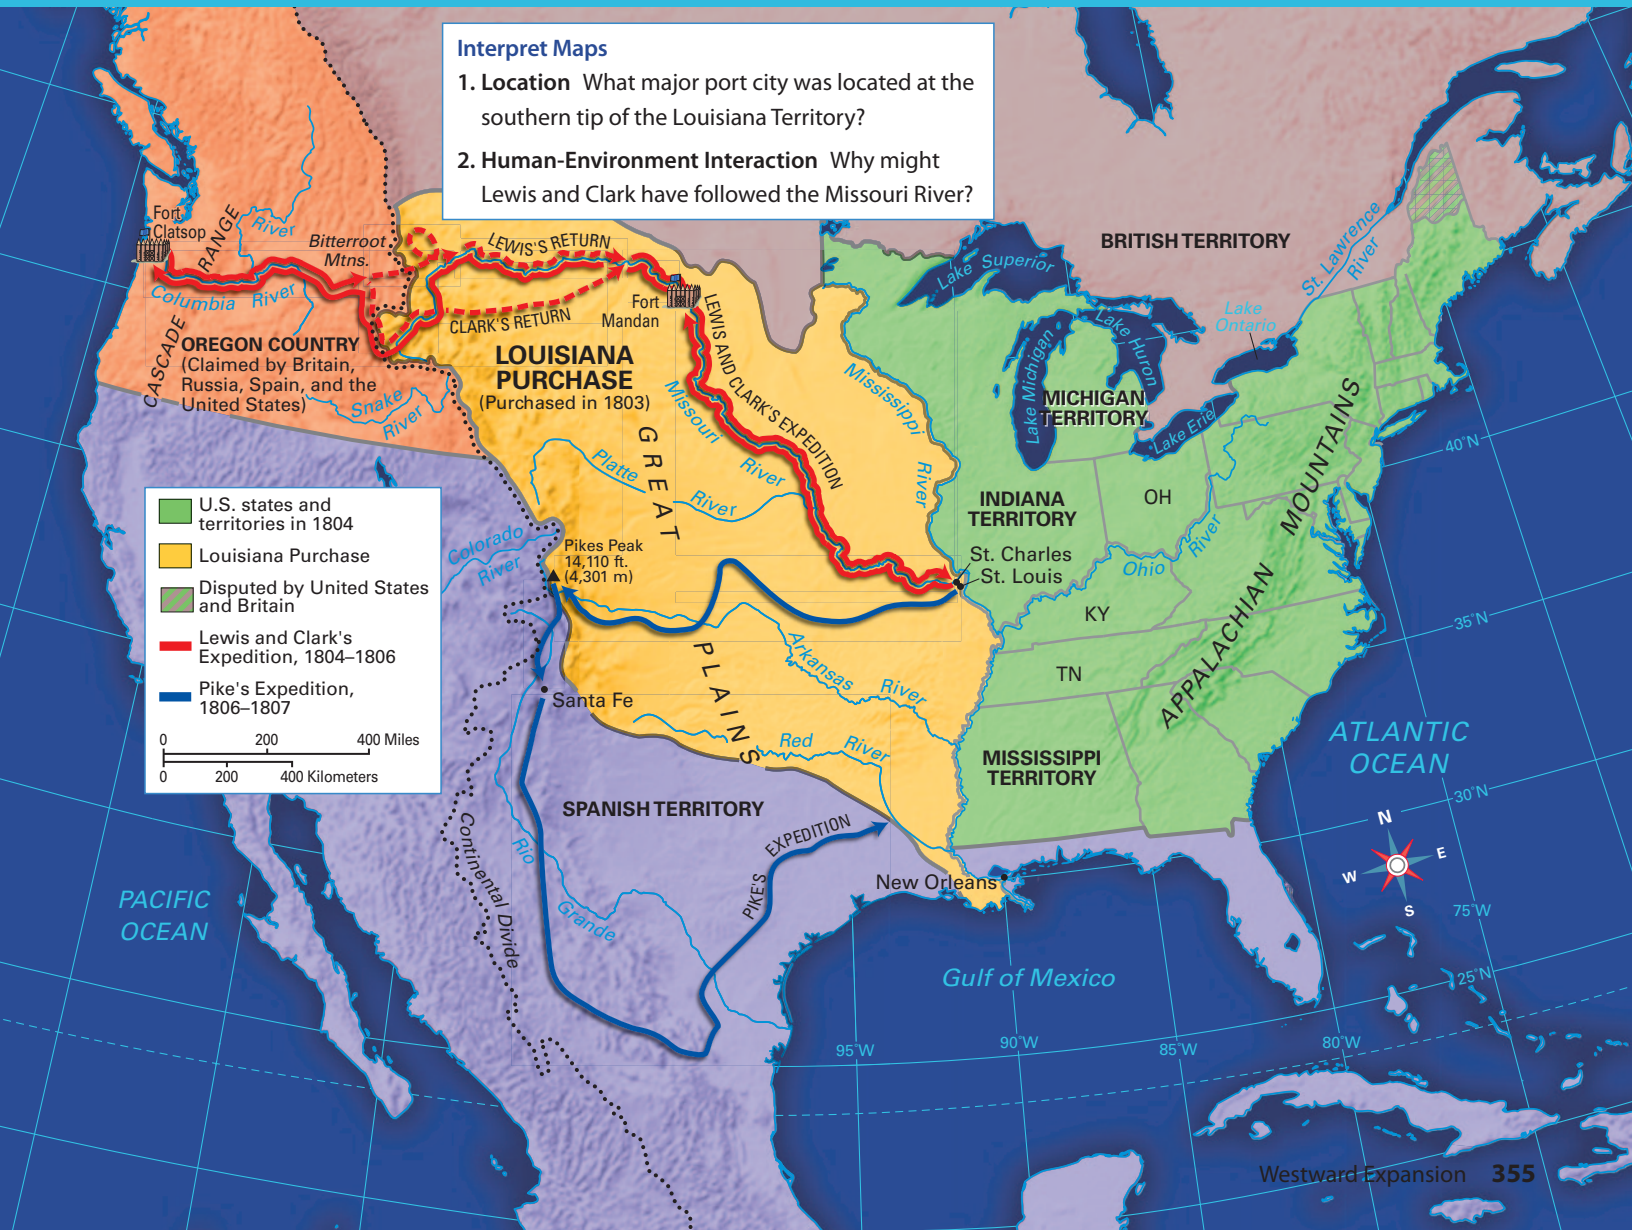 Interpret Maps
1. Location What major port city was located at the
southern tip of the Louisiana Territory?
2. Human-Environment Interaction Why might
Lewis and Clark have followed the Missouri River?
Fort
Clatsop
CASCADE RANGE
River
Bitterroot
Mtns.
Columbia River
OREGON COUNTRY
(Claimed by Britain,
Russia, Spain, and the
United States)
Snake
River
LEWIS'S RETURN
CLARK'S RETURN
Fort
Mandan
LEWIS AND CLARK'S EXPEDITION
LOUISIANA
PURCHASE
(Purchased in 1803)
Missouri
River
Platte
River
GREAT
PLAINS
Mississippi
River
BRITISH TERRITORY
Lake Superior
Lake Michigan
Lake
Huron
Lake
Ontario
Lake Erie
St. Lawrence
River
MICHIGAN
TERRITORY
INDIANA
TERRITORY
OH
Ohio
River
KY
TN
APPALACHIAN MOUNTAINS
MISSISSIPPI
TERRITORY
St. Charles
St. Louis
Colorado
River
Pikes Peak
14,110 ft.
(4,301 m)
Arkansas
River
Red River
Santa Fe
SPANISH TERRITORY
Continental Divide
Rio
Grande
PIKE'S EXPEDITION
New Orleans
Gulf of Mexico
PACIFIC
OCEAN
ATLANTIC
OCEAN
U.S. states and
territories in 1804
Louisiana Purchase
Disputed by United States
and Britain
Lewis and Clark's
Expedition, 1804–1806
Pike's Expedition,
1806–1807
0 200 400 Miles
0 200 400 Kilometers
40°N
35°N
30°N
75°W
25°N
95°W
90°W
85°W
80°W
N
E
W
S
Westward Expansion 355